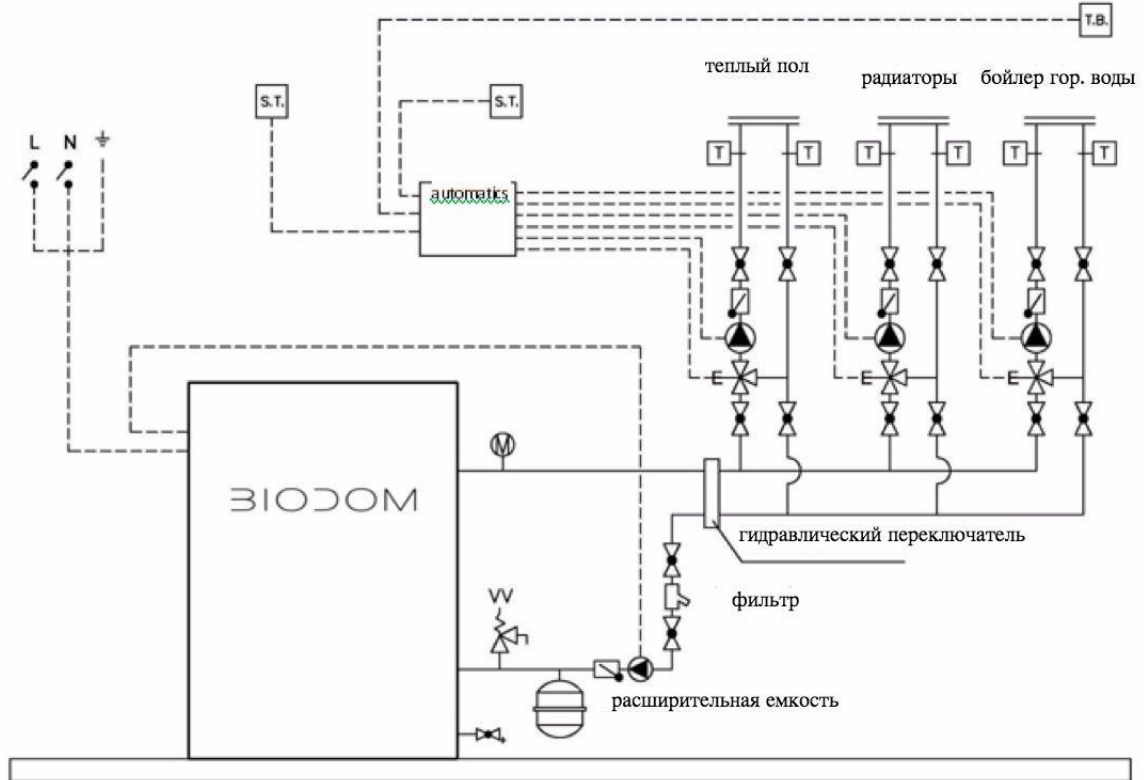 T.B.
теплый пол
радиаторы
бойлер гор. воды
S.T.
S.T.
L N
T T T T T T
automatics
E E E
M
BIODOM
гидравлический переключатель
VV
фильтр
расширительная емкость